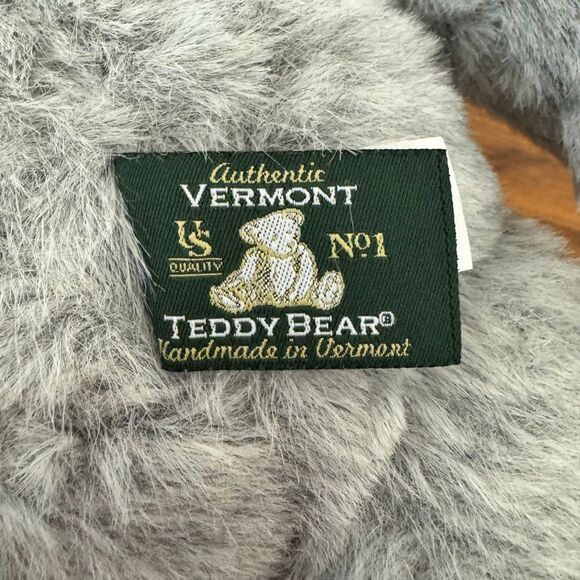 Authentic
VERMONT
US
QUALITY
No1
TEDDY BEAR®
Handmade in Vermont